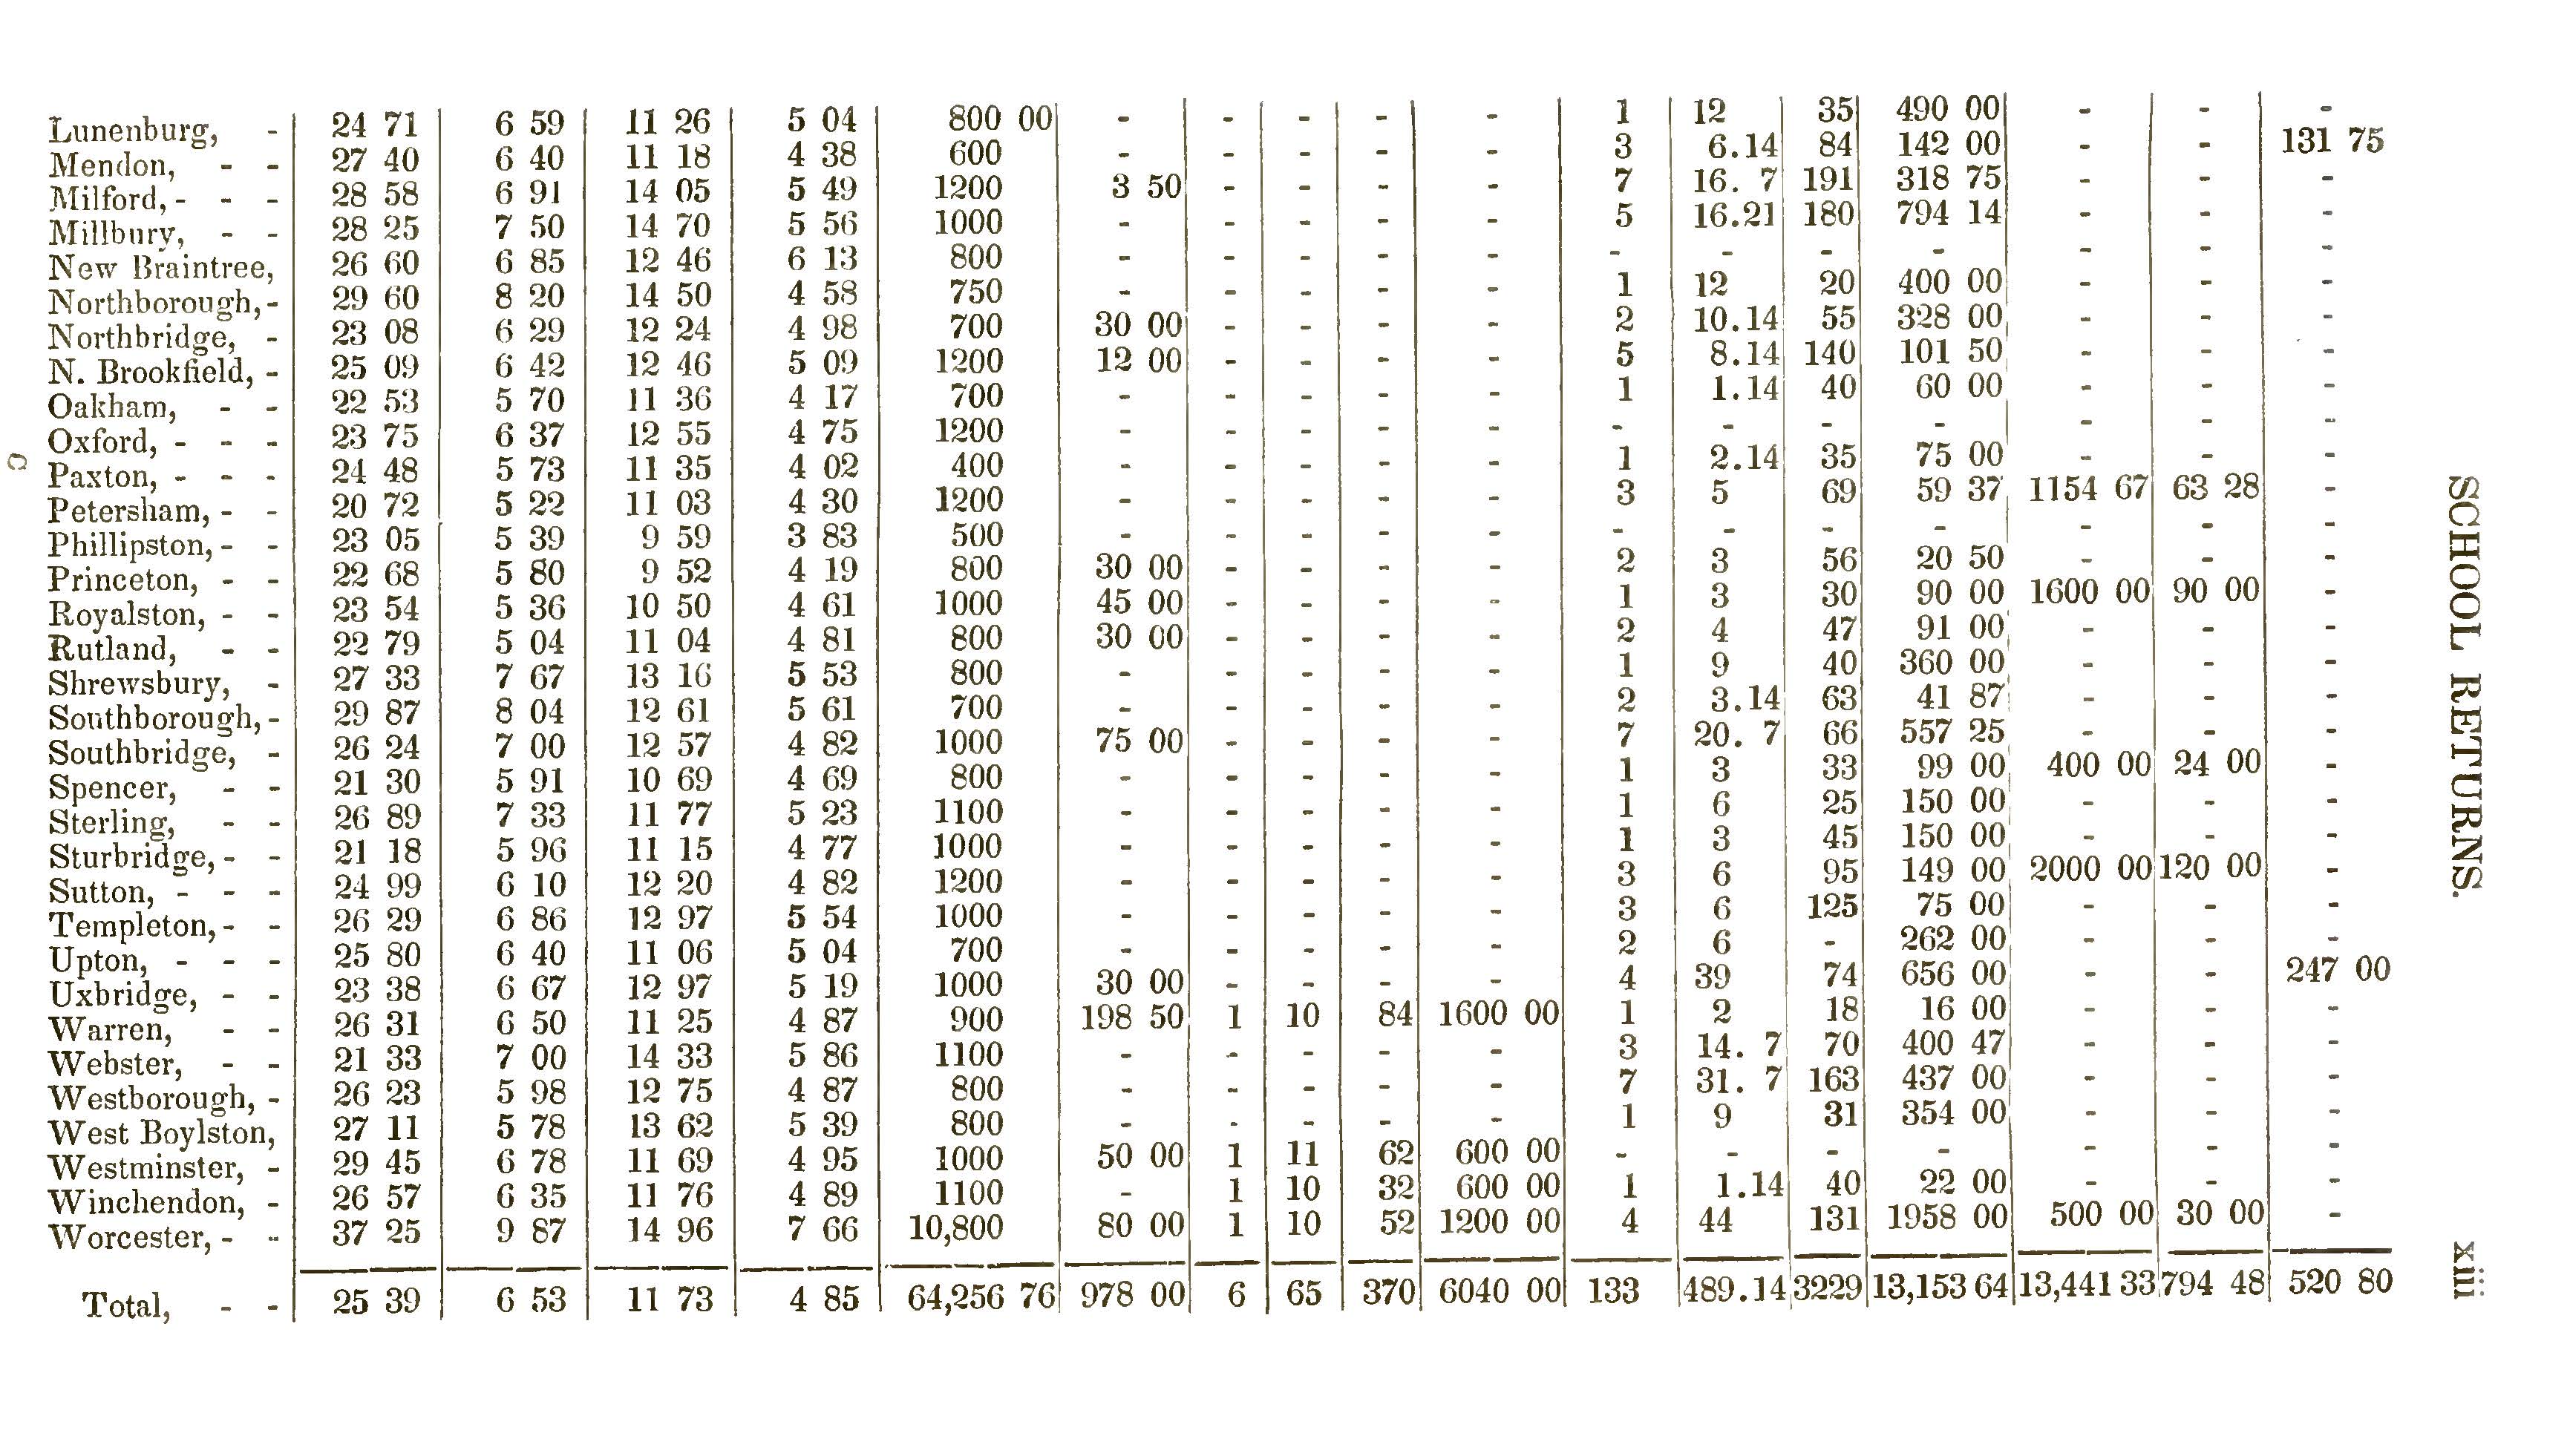 Lunenburg, - 24 71 6 59 11 26 5 04 800 00 - - - - - 1 12 35 490 00 - - -
Mendon, - - 27 40 6 40 11 18 4 38 600 - - - - - 3 6.14 84 142 00 - - 131 75
Milford, - - - 28 58 6 91 14 05 5 49 1200 3 50 - - - - 7 16. 7 191 318 75 - - -
Millbury, - - 28 25 7 50 14 70 5 56 1000 - - - - - 5 16.21 180 794 14 - - -
New Braintree, 26 60 6 85 12 46 6 13 800 - - - - - - - - - - - -
Northborough, - 29 60 8 20 14 50 4 58 750 - - - - - 1 12 20 400 00 - - -
Northbridge, - 23 08 6 29 12 24 4 98 700 30 00 - - - - 2 10.14 55 328 00 - - -
N. Brookfield, - 25 09 6 42 12 46 5 09 1200 12 00 - - - - 5 8.14 140 101 50 - - -
Oakham, - - 22 53 5 70 11 36 4 17 700 - - - - - 1 1.14 40 60 00 - - -
Oxford, - - - 23 75 6 37 12 55 4 75 1200 - - - - - - - - - - - -
Paxton, - - - 24 48 5 73 11 35 4 02 400 - - - - - 1 2.14 35 75 00 - - -
Petersham, - - 20 72 5 22 11 03 4 30 1200 - - - - - 3 5 69 59 37 1154 67 63 28 -
Phillipston, - - 23 05 5 39 9 59 3 83 500 - - - - - - - - - - - -
Princeton, - - 22 68 5 80 9 52 4 19 800 30 00 - - - - 2 3 56 20 50 - - -
Royalston, - - 23 54 5 36 10 50 4 61 1000 45 00 - - - - 1 3 30 90 00 1600 00 90 00 -
Rutland, - - 22 79 5 04 11 04 4 81 800 30 00 - - - - 2 4 47 91 00 - - -
Shrewsbury, - 27 33 7 67 13 16 5 53 800 - - - - - 1 9 40 360 00 - - -
Southborough, - 29 87 8 04 12 61 5 61 700 - - - - - 2 3.14 63 41 87 - - -
Southbridge, - 26 24 7 00 12 57 4 82 1000 75 00 - - - - 7 20. 7 66 557 25 - - -
Spencer, - - 21 30 5 91 10 69 4 69 800 - - - - - 1 3 33 99 00 400 00 24 00 -
Sterling, - - 26 89 7 33 11 77 5 23 1100 - - - - - 1 6 25 150 00 - - -
Sturbridge, - - 21 18 5 96 11 15 4 77 1000 - - - - - 1 3 45 150 00 - - -
Sutton, - - - 24 99 6 10 12 20 4 82 1200 - - - - - 3 6 95 149 00 2000 00 120 00 -
Templeton, - - 26 29 6 86 12 97 5 54 1000 - - - - - 3 6 125 75 00 - - -
Upton, - - - 25 80 6 40 11 06 5 04 700 - - - - - 2 6 - 262 00 - - -
Uxbridge, - - 23 38 6 67 12 97 5 19 1000 30 00 - - - - 4 39 74 656 00 - - 247 00
Warren, - - 26 31 6 50 11 25 4 87 900 198 50 1 10 84 1600 00 1 2 18 16 00 - - -
Webster, - - 21 33 7 00 14 33 5 86 1100 - - - - - 3 14. 7 70 400 47 - - -
Westborough, - 26 23 5 98 12 75 4 87 800 - - - - - 7 31. 7 163 437 00 - - -
West Boylston, 27 11 5 78 13 62 5 39 800 - - - - - 1 9 31 354 00 - - -
Westminster, - 29 45 6 78 11 69 4 95 1000 50 00 1 11 62 600 00 - - - - - - -
Winchendon, - 26 57 6 35 11 76 4 89 1100 - 1 10 32 600 00 1 1.14 40 22 00 - - -
Worcester, - - 37 25 9 87 14 96 7 66 10,800 80 00 1 10 52 1200 00 4 44 131 1958 00 500 00 30 00 -
Total, - - 25 39 6 53 11 73 4 85 64,256 76 978 00 6 65 370 6040 00 133 489.14 3229 13,153 64 13,441 33 794 48 520 80
c
SCHOOL RETURNS.
xiii